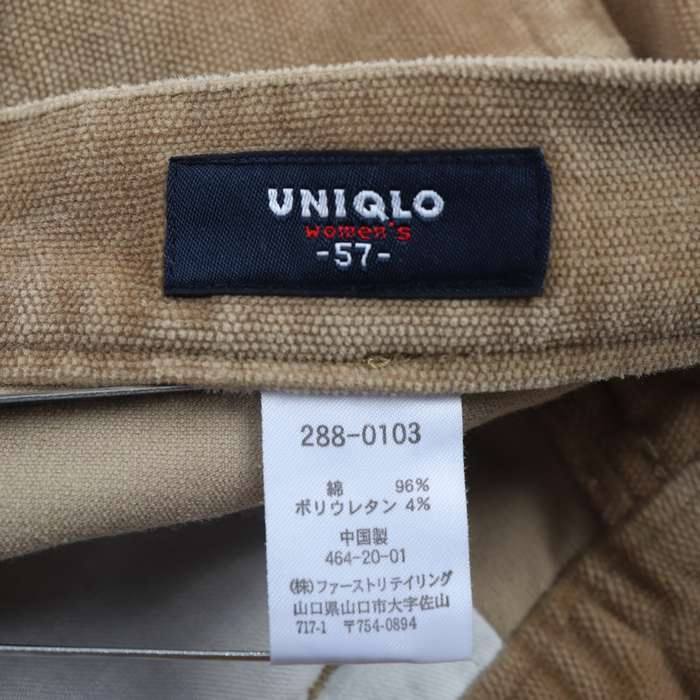 UNIQLO
women's
-57-
288-0103
綿 96%
ポリウレタン 4%
中国製
464-20-01
(株)ファーストリテイリング
山口県山口市大字佐山
717-1 〒754-0894